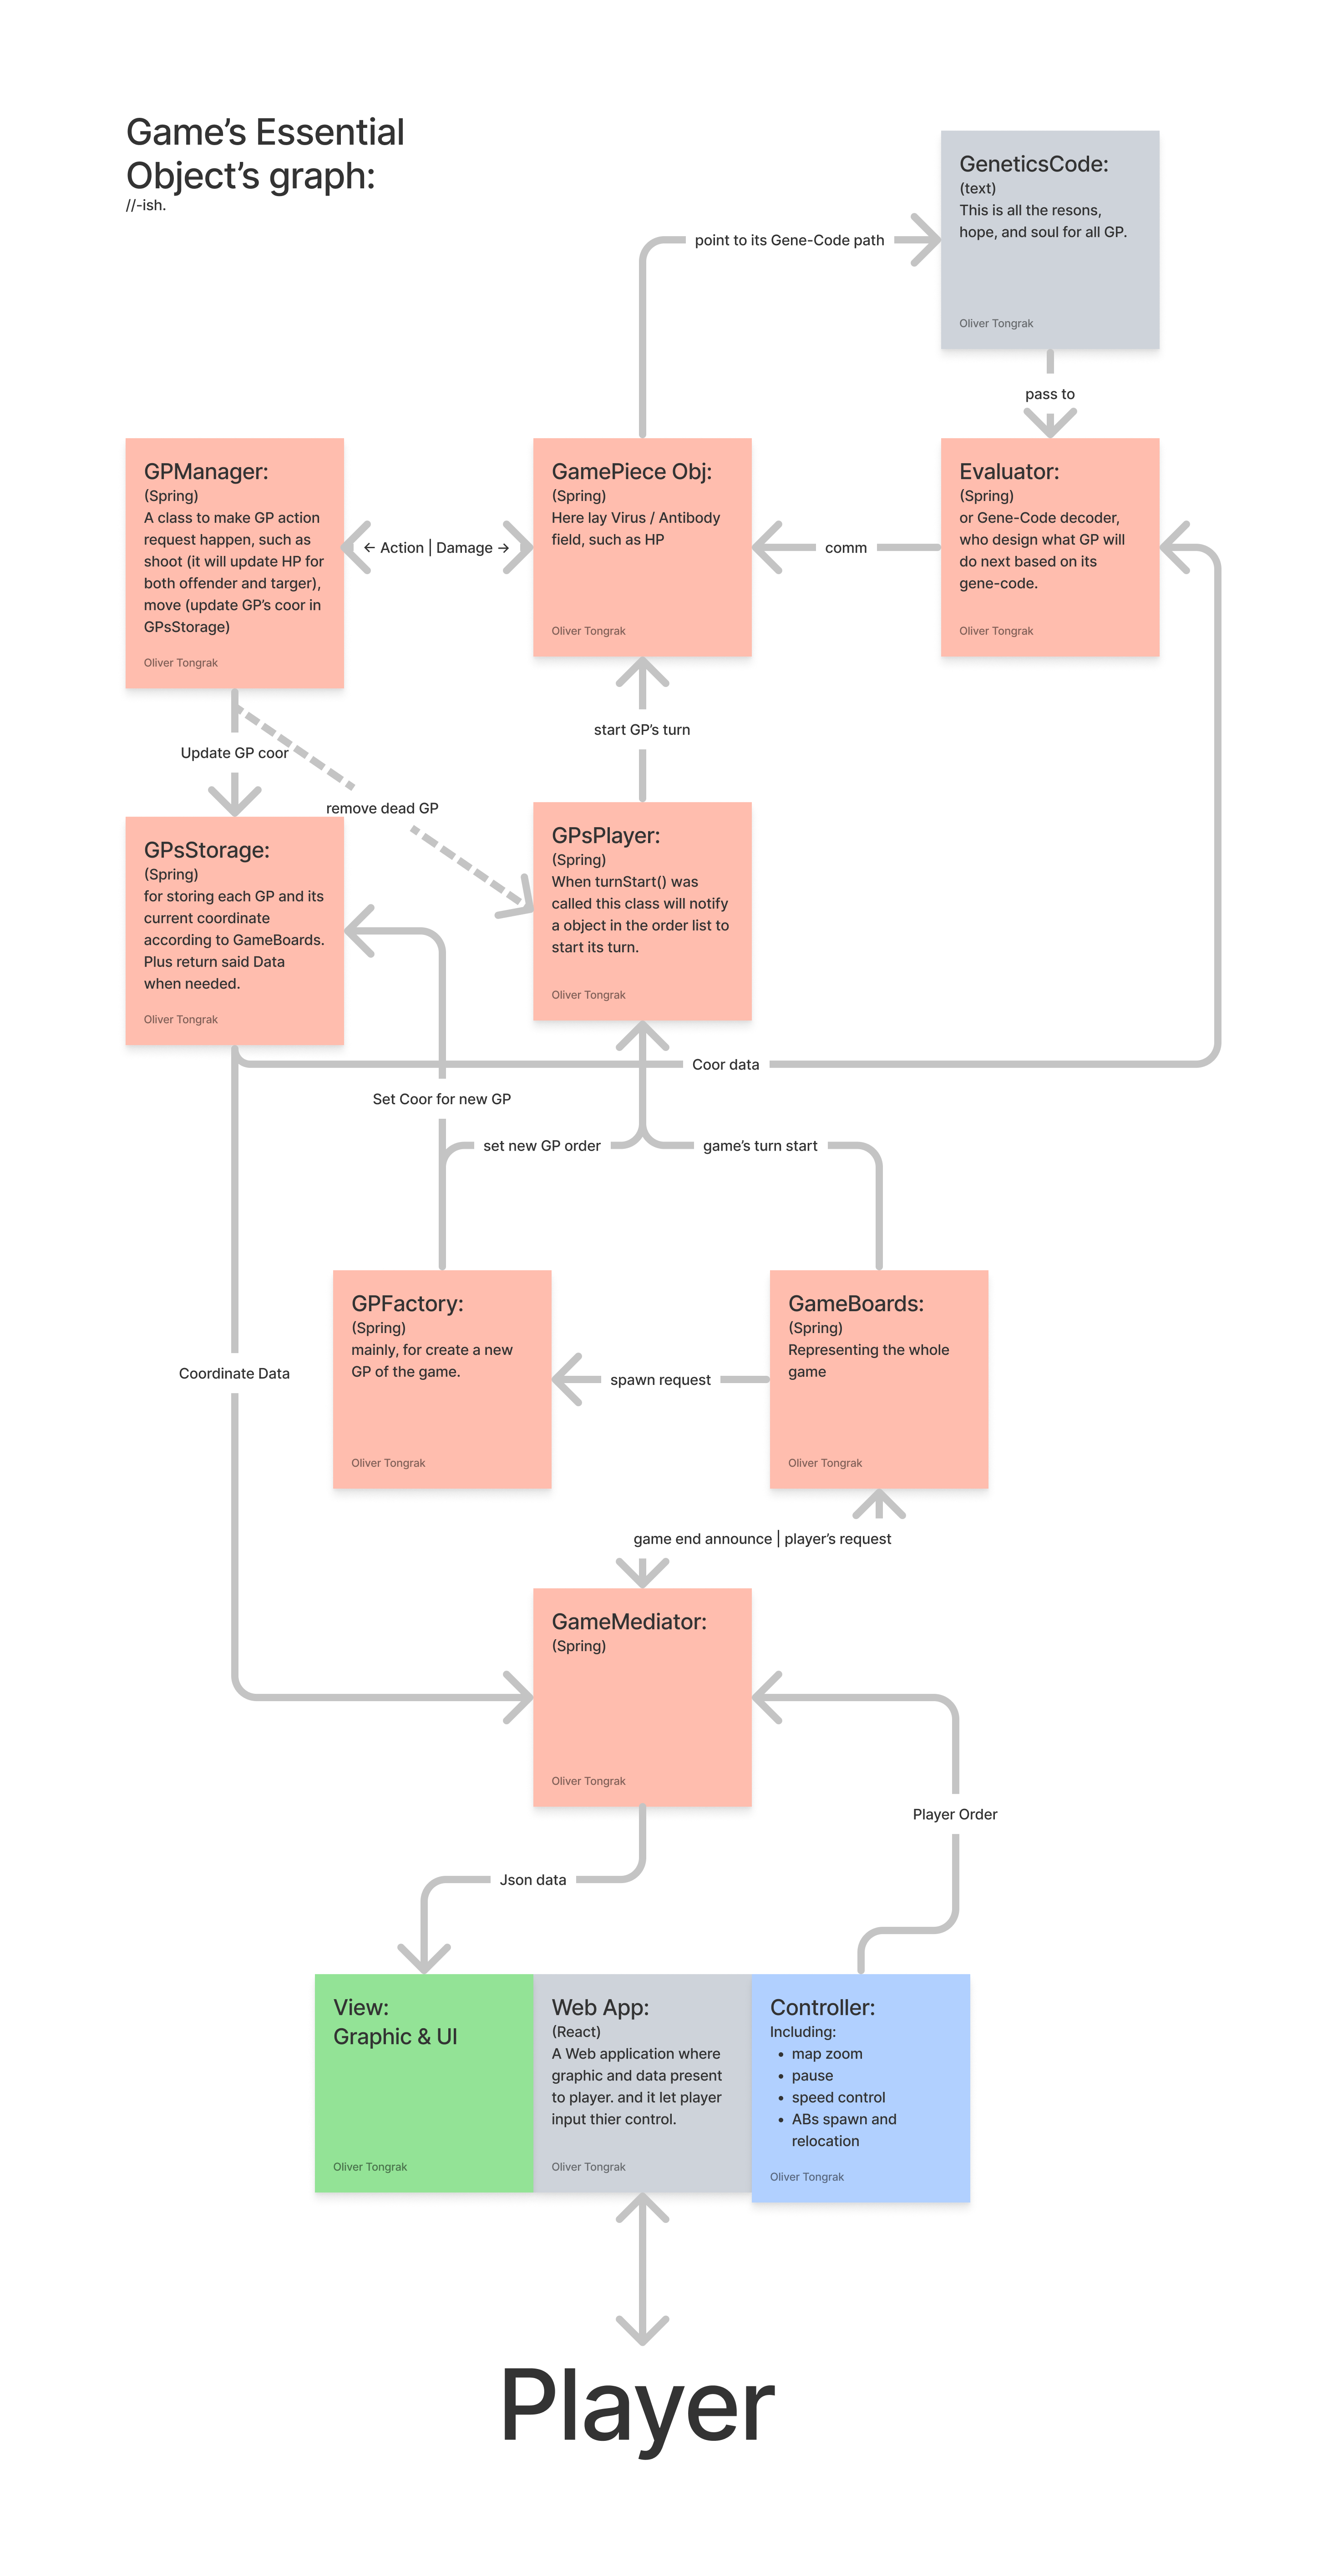 Game’s Essential
Object’s graph:
//-ish.
GeneticsCode:
(text)
This is all the resons,
hope, and soul for all GP.
Oliver Tongrak
point to its Gene-Code path
pass to
GPManager:
(Spring)
A class to make GP action
request happen, such as
shoot (it will update HP for
both offender and targer),
move (update GP’s coor in
GPsStorage)
Oliver Tongrak
← Action | Damage →
GamePiece Obj:
(Spring)
Here lay Virus / Antibody
field, such as HP
Oliver Tongrak
comm
Evaluator:
(Spring)
or Gene-Code decoder,
who design what GP will
do next based on its
gene-code.
Oliver Tongrak
start GP’s turn
Update GP coor
remove dead GP
GPsStorage:
(Spring)
for storing each GP and its
current coordinate
according to GameBoards.
Plus return said Data
when needed.
Oliver Tongrak
GPsPlayer:
(Spring)
When turnStart() was
called this class will notify
a object in the order list to
start its turn.
Oliver Tongrak
Coor data
Set Coor for new GP
set new GP order
game’s turn start
GPFactory:
(Spring)
mainly, for create a new
GP of the game.
Oliver Tongrak
spawn request
GameBoards:
(Spring)
Representing the whole
game
Oliver Tongrak
Coordinate Data
game end announce | player’s request
GameMediator:
(Spring)
Oliver Tongrak
Player Order
Json data
View:
Graphic & UI
Oliver Tongrak
Web App:
(React)
A Web application where
graphic and data present
to player. and it let player
input thier control.
Oliver Tongrak
Controller:
Including:
• map zoom
• pause
• speed control
• ABs spawn and
relocation
Oliver Tongrak
Player